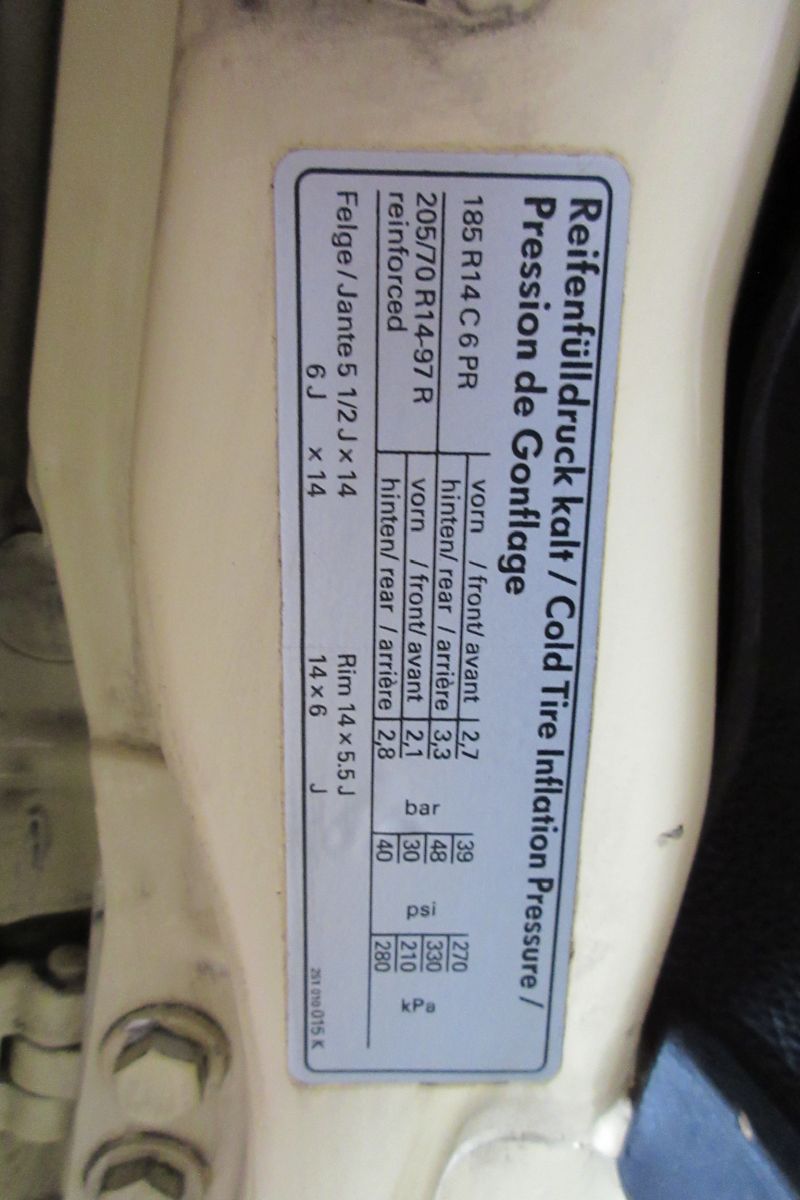 Reifenfülldruck kalt / Cold Tire Inflation Pressure /
Pression de Gonflage
185 R14 C 6 PR vorn / front/ avant 2,7 39 270
hinten/ rear / arrière 3,3 bar 48 psi 330 kPa
205/70 R14-97 R vorn / front/ avant 2,1 30 210
reinforced hinten/ rear / arrière 2,8 40 280
Felge / Jante 5 1/2 J x 14 Rim 14 x 5.5 J
6 J x 14 14 x 6 J
251 010 015 K